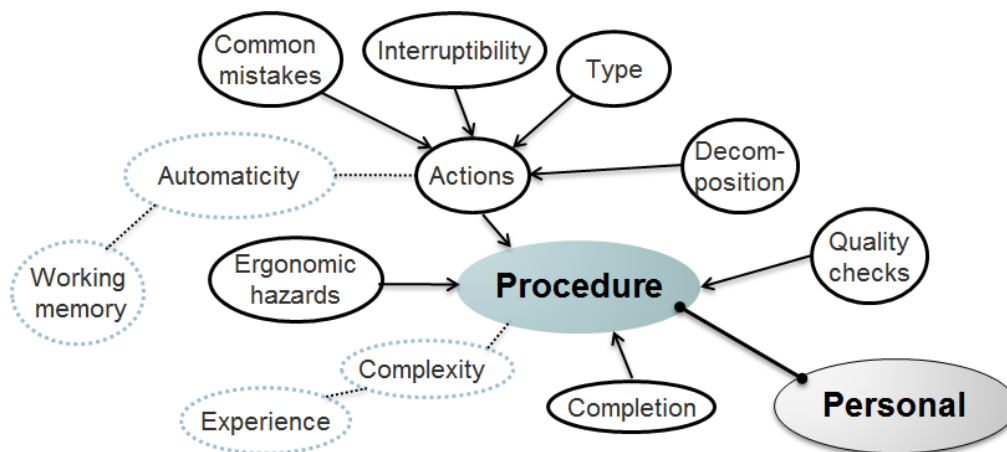 Common
mistakes
Interruptibility
Type
Automaticity
Actions
Decom-
position
Working
memory
Ergonomic
hazards
Procedure
Quality
checks
Complexity
Experience
Completion
Personal